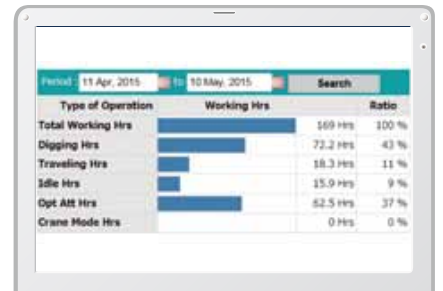 Period : 11 Apr, 2015 to 10 May, 2015 Search
Type of Operation Working Hrs Ratio
Total Working Hrs 169 Hrs 100 %
Digging Hrs 72.2 Hrs 43 %
Traveling Hrs 18.3 Hrs 11 %
Idle Hrs 15.9 Hrs 9 %
Opt Att Hrs 62.5 Hrs 37 %
Crane Mode Hrs 0 Hrs 0 %